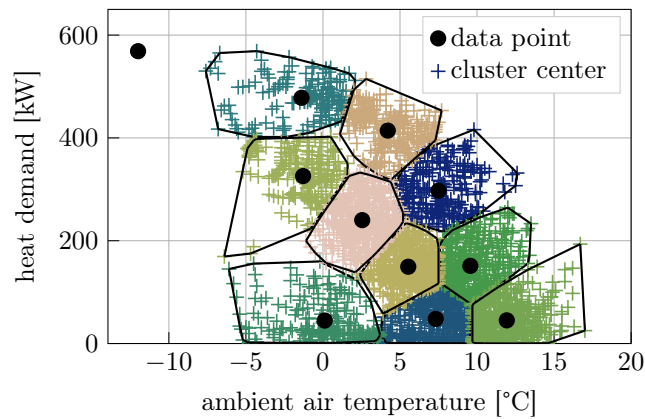 600
400
200
0
heat demand [kW]
data point
cluster center
−10
−5
0
5
10
15
20
ambient air temperature [°C]